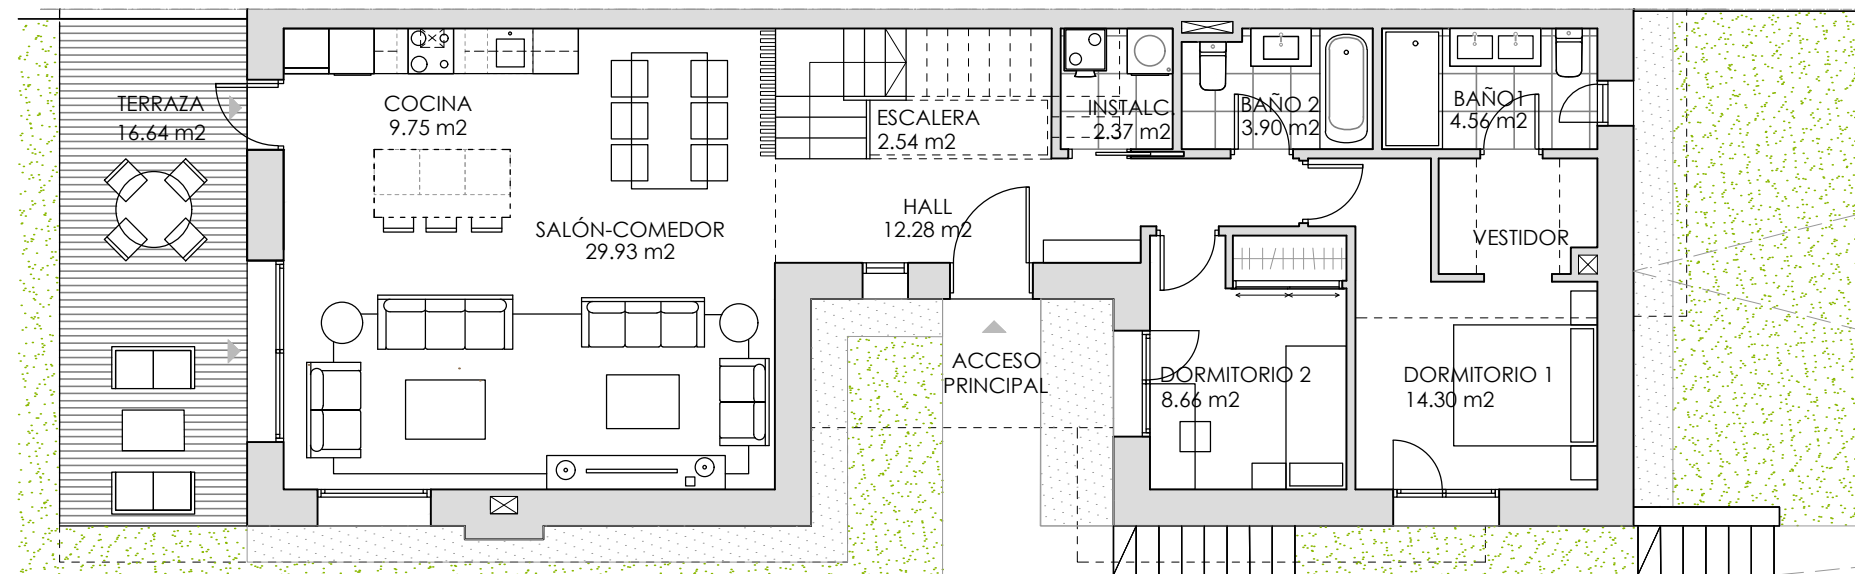 TERRAZA
16.64 m2
COCINA
9.75 m2
SALÓN-COMEDOR
29.93 m2
ESCALERA
2.54 m2
HALL
12.28 m2
INSTALC.
2.37 m2
BAÑO 2
3.90 m2
BAÑO1
4.56 m2
VESTIDOR
ACCESO
PRINCIPAL
DORMITORIO 2
8.66 m2
DORMITORIO 1
14.30 m2